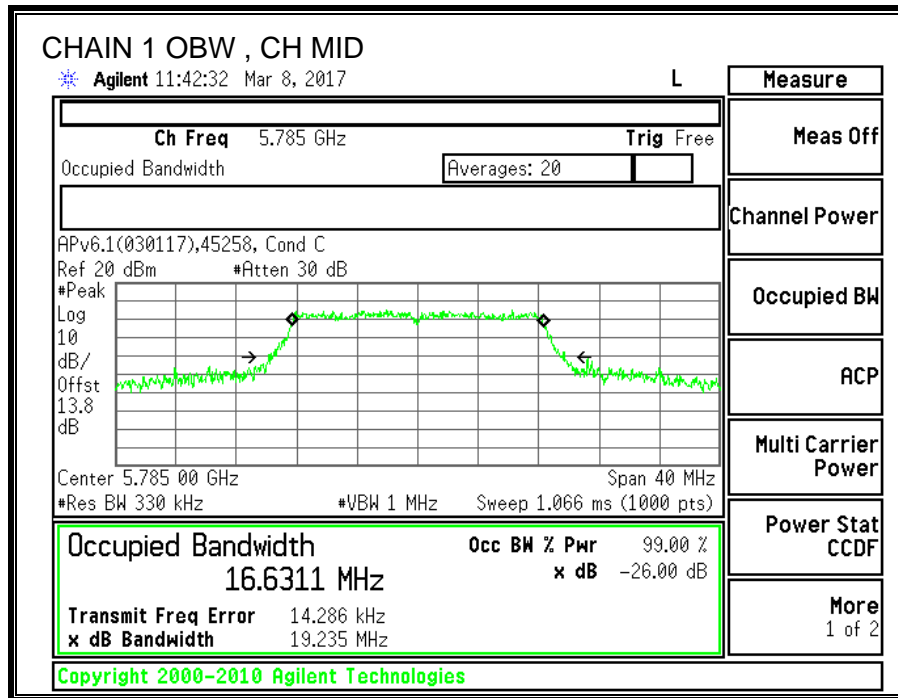 CHAIN 1 OBW , CH MID
Agilent 11:42:32 Mar 8, 2017 L
Measure
Ch Freq 5.785 GHz Trig Free
Meas Off
Occupied Bandwidth Averages: 20
Channel Power
APv6.1(030117),45258, Cond C
Ref 20 dBm #Atten 30 dB
#Peak
Log
10
dB/
Offst
13.8
dB
Occupied BW
ACP
Center 5.785 00 GHz Span 40 MHz
#Res BW 330 kHz #VBW 1 MHz Sweep 1.066 ms (1000 pts)
Multi Carrier
Power
Occupied Bandwidth Occ BW % Pwr 99.00 %
16.6311 MHz x dB -26.00 dB
Power Stat
CCDF
Transmit Freq Error 14.286 kHz
x dB Bandwidth 19.235 MHz
More
1 of 2
Copyright 2000-2010 Agilent Technologies